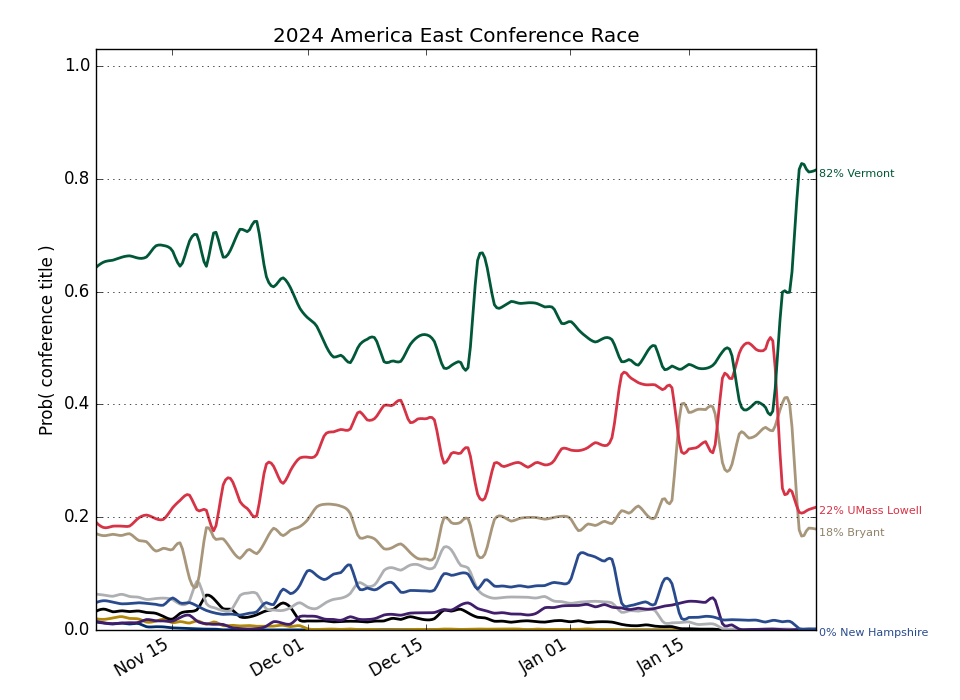 2024 America East Conference Race
Prob( conference title )
1.0
0.8
0.6
0.4
0.2
0.0
82% Vermont
22% UMass Lowell
18% Bryant
0% New Hampshire
Nov 15
Dec 01
Dec 15
Jan 01
Jan 15